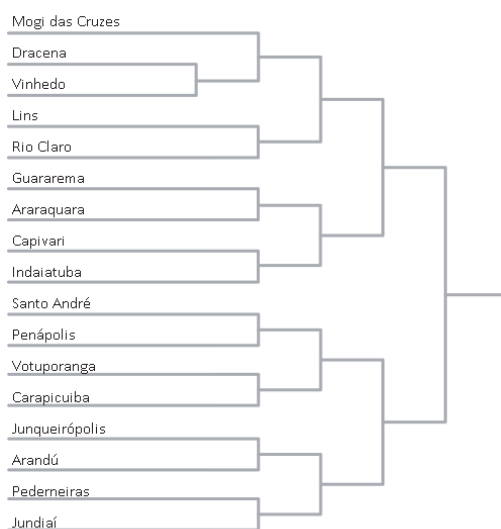 Mogi das Cruzes
Dracena
Vinhedo
Lins
Rio Claro
Guararema
Araraquara
Capivari
Indaiatuba
Santo André
Penápolis
Votuporanga
Carapicuiba
Junqueirópolis
Arandú
Pederneiras
Jundiaí